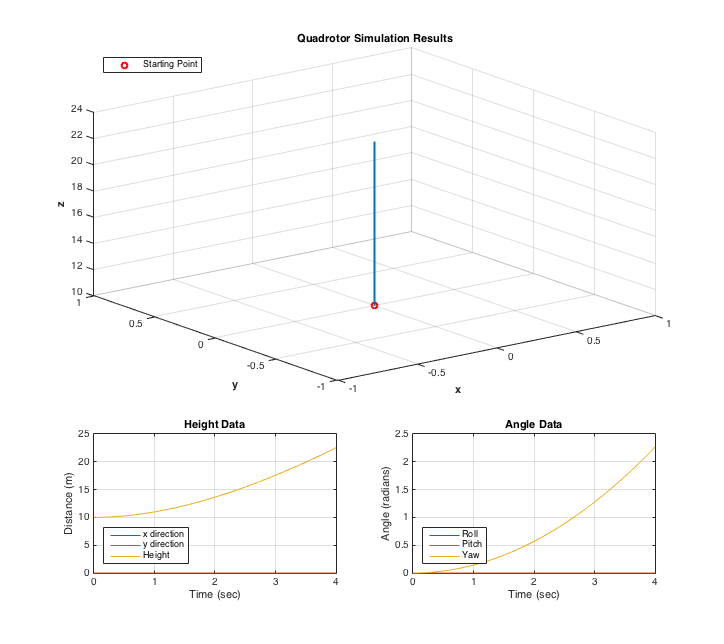 Quadrotor Simulation Results
Starting Point
24
22
20
18
16
14
12
10
z
1
0.5
0
-0.5
-1
y
-1
-0.5
0
0.5
1
x
Height Data
25
20
15
10
5
0
Distance (m)
x direction
y direction
Height
0 1 2 3 4
Time (sec)
Angle Data
2.5
2
1.5
1
0.5
0
Angle (radians)
Roll
Pitch
Yaw
0 1 2 3 4
Time (sec)